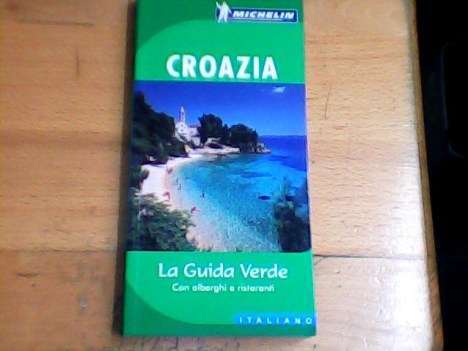 MICHELIN
CROAZIA
La Guida Verde
Con alberghi e ristoranti
ITALIANO